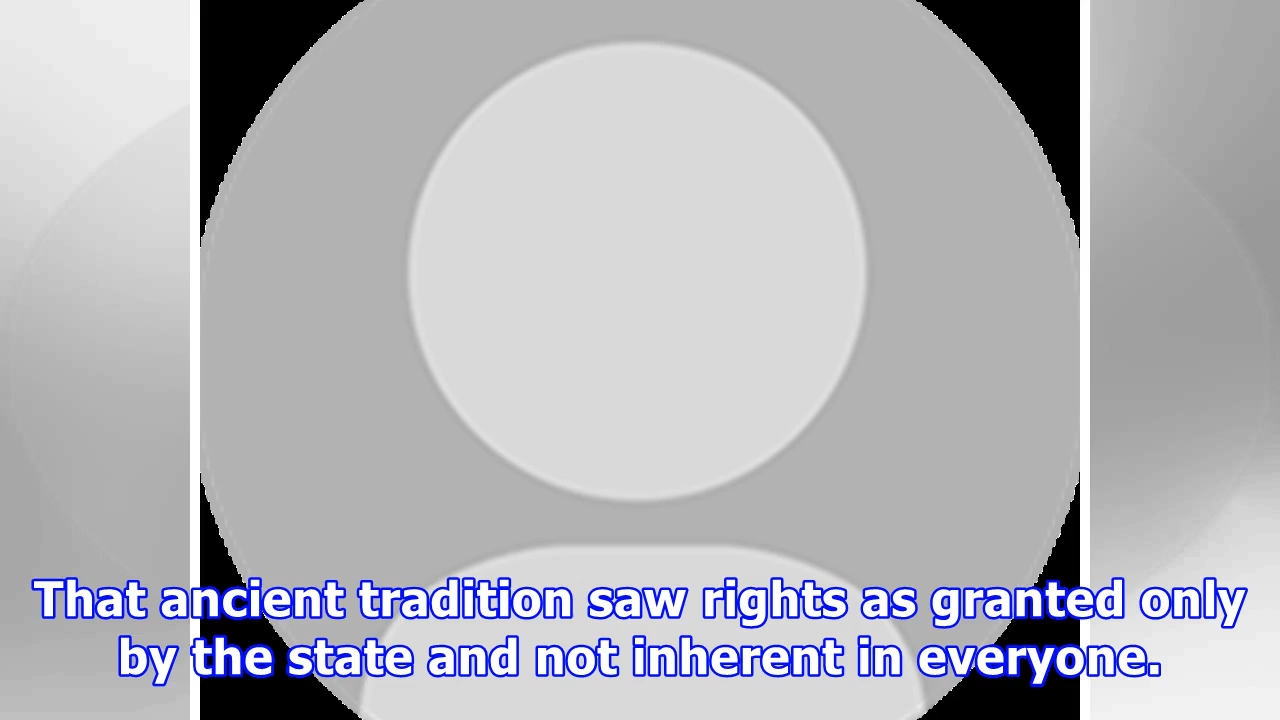 That ancient tradition saw rights as granted only
by the state and not inherent in everyone.